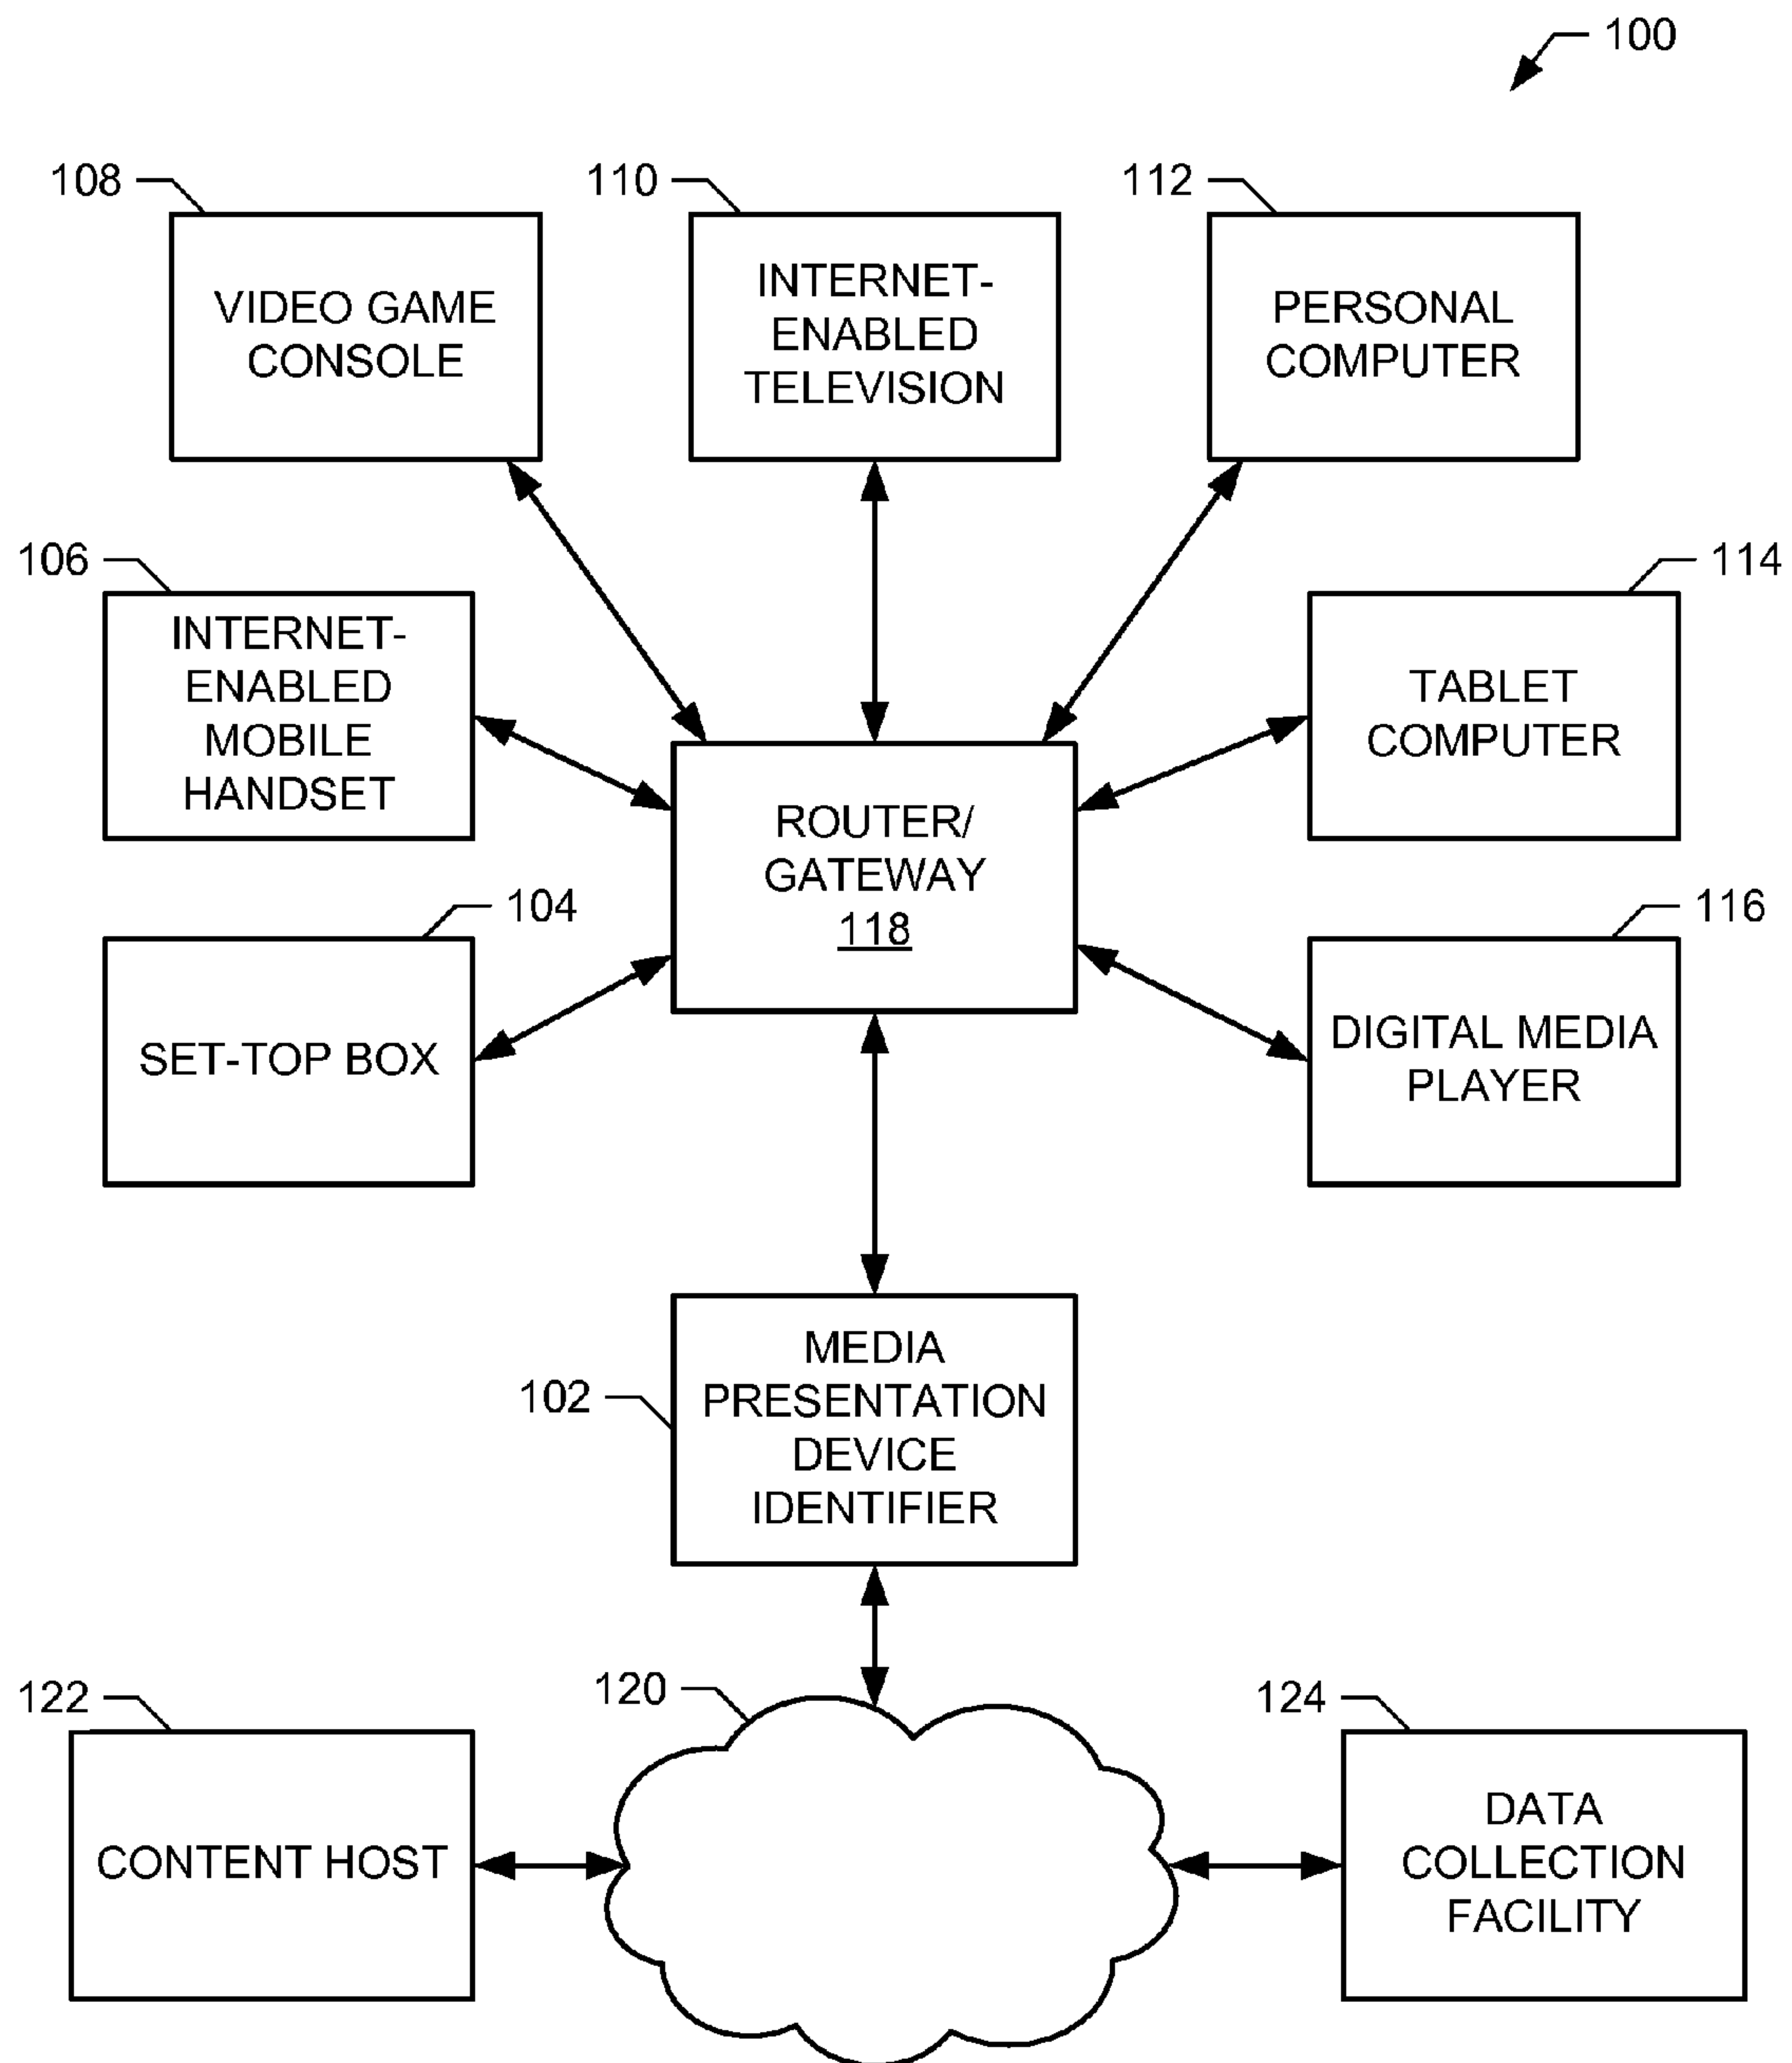 100
108
110
112
VIDEO GAME
CONSOLE
INTERNET-
ENABLED
TELEVISION
PERSONAL
COMPUTER
106
114
INTERNET-
ENABLED
MOBILE
HANDSET
TABLET
COMPUTER
ROUTER/
GATEWAY
118
104
116
SET-TOP BOX
DIGITAL MEDIA
PLAYER
102
MEDIA
PRESENTATION
DEVICE
IDENTIFIER
122
120
124
CONTENT HOST
DATA
COLLECTION
FACILITY